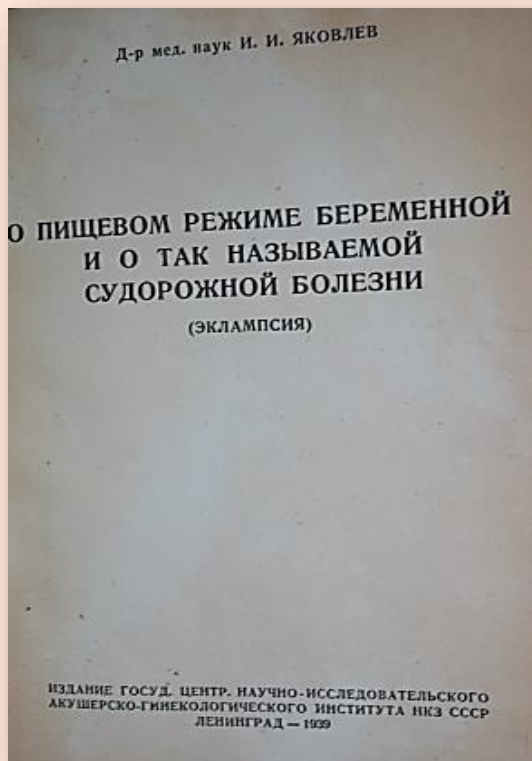 Д-р мед. наук И. И. ЯКОВЛЕВ
О ПИЩЕВОМ РЕЖИМЕ БЕРЕМЕННОЙ
И О ТАК НАЗЫВАЕМОЙ
СУДОРОЖНОЙ БОЛЕЗНИ
(ЭКЛАМПСИЯ)
ИЗДАНИЕ ГОСУД. ЦЕНТР. НАУЧНО-ИССЛЕДОВАТЕЛЬСКОГО
АКУШЕРСКО-ГИНЕКОЛОГИЧЕСКОГО ИНСТИТУТА НКЗ СССР
ЛЕНИНГРАД — 1939